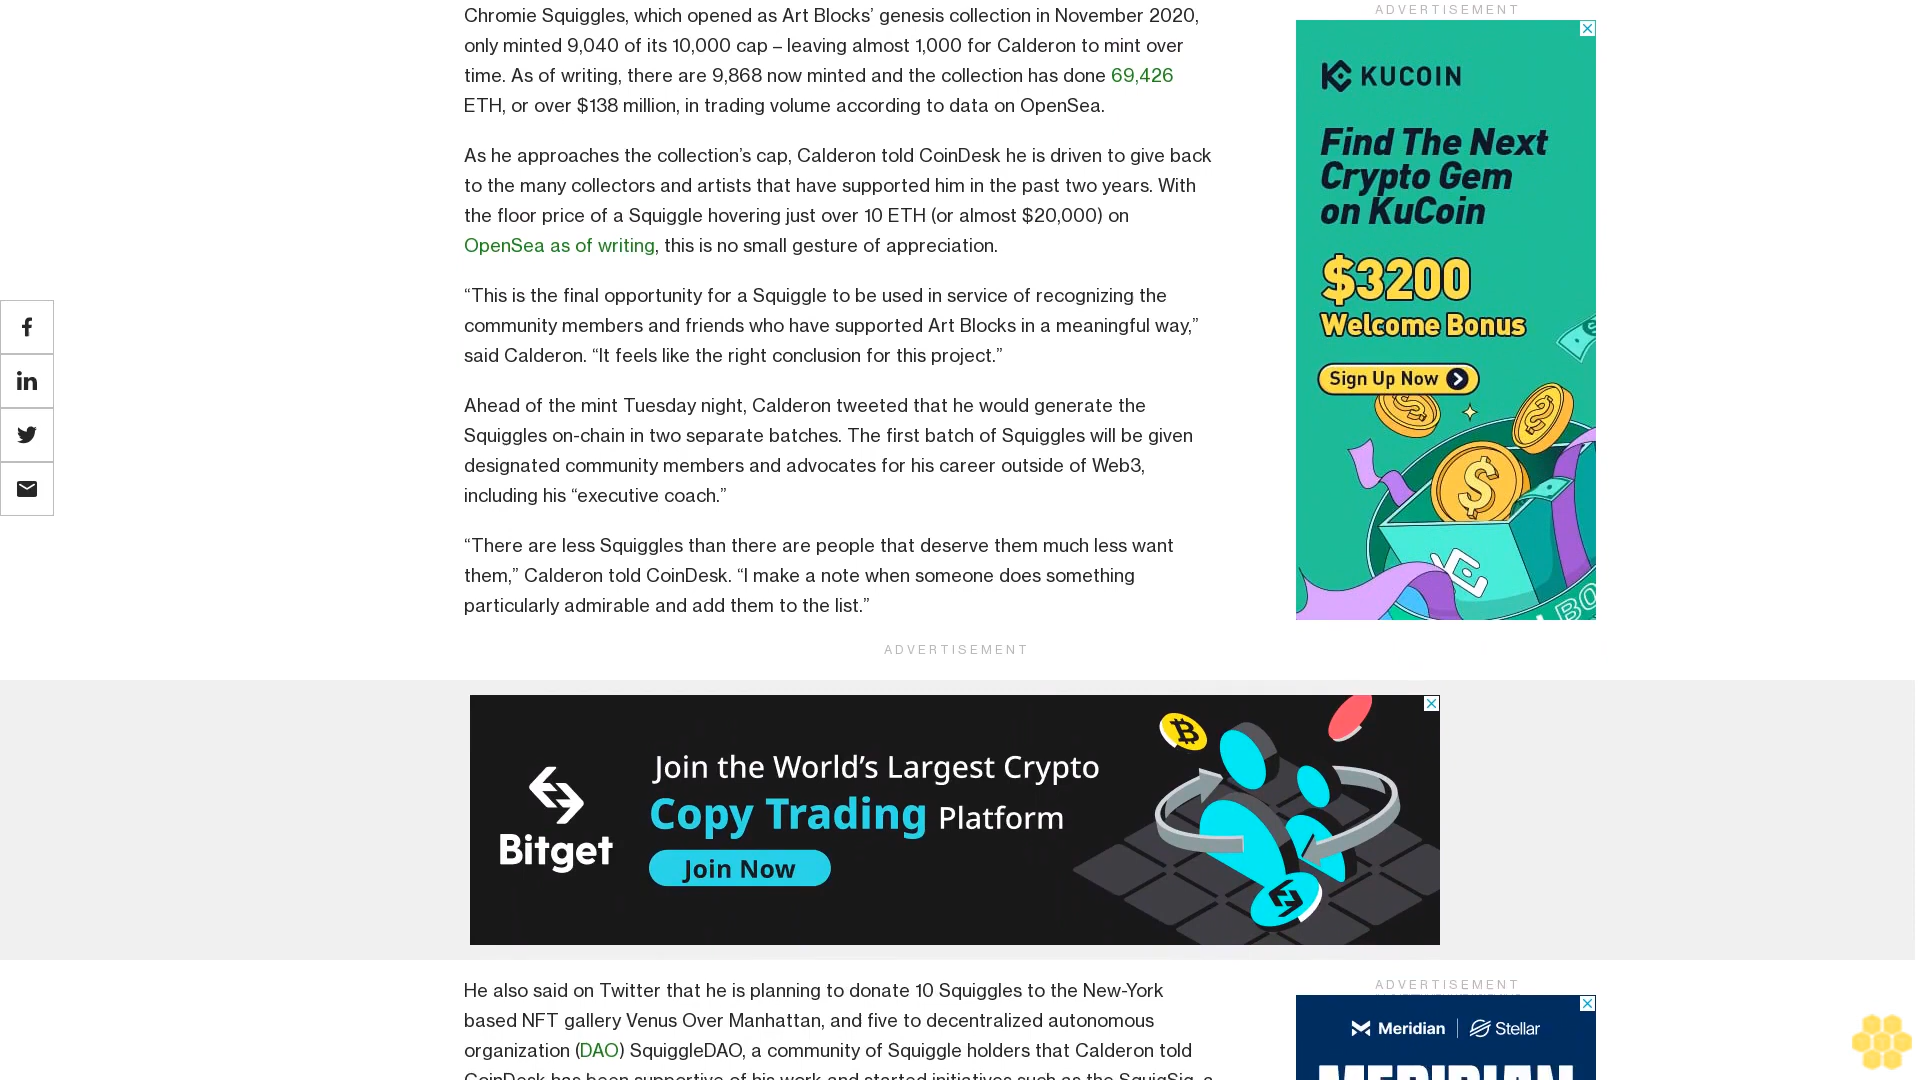 Chromie Squiggles, which opened as Art Blocks’ genesis collection in November 2020,
only minted 9,040 of its 10,000 cap – leaving almost 1,000 for Calderon to mint over
time. As of writing, there are 9,868 now minted and the collection has done 69,426
ETH, or over $138 million, in trading volume according to data on OpenSea.
As he approaches the collection’s cap, Calderon told CoinDesk he is driven to give back
to the many collectors and artists that have supported him in the past two years. With
the floor price of a Squiggle hovering just over 10 ETH (or almost $20,000) on
OpenSea as of writing, this is no small gesture of appreciation.
“This is the final opportunity for a Squiggle to be used in service of recognizing the
community members and friends who have supported Art Blocks in a meaningful way,”
said Calderon. “It feels like the right conclusion for this project.”
Ahead of the mint Tuesday night, Calderon tweeted that he would generate the
Squiggles on-chain in two separate batches. The first batch of Squiggles will be given
designated community members and advocates for his career outside of Web3,
including his “executive coach.”
“There are less Squiggles than there are people that deserve them much less want
them,” Calderon told CoinDesk. “I make a note when someone does something
particularly admirable and add them to the list.”
ADVERTISEMENT
KUCOIN
Find The Next
Crypto Gem
on KuCoin
$3200
Welcome Bonus
Sign Up Now
ADVERTISEMENT
Bitget
Join the World’s Largest Crypto
Copy Trading Platform
Join Now
He also said on Twitter that he is planning to donate 10 Squiggles to the New-York
based NFT gallery Venus Over Manhattan, and five to decentralized autonomous
organization (DAO) SquiggleDAO, a community of Squiggle holders that Calderon told
CoinDesk has been supportive of his work and started initiatives such as the SquigSig, a
ADVERTISEMENT
Meridian | Stellar
MERIDIAN